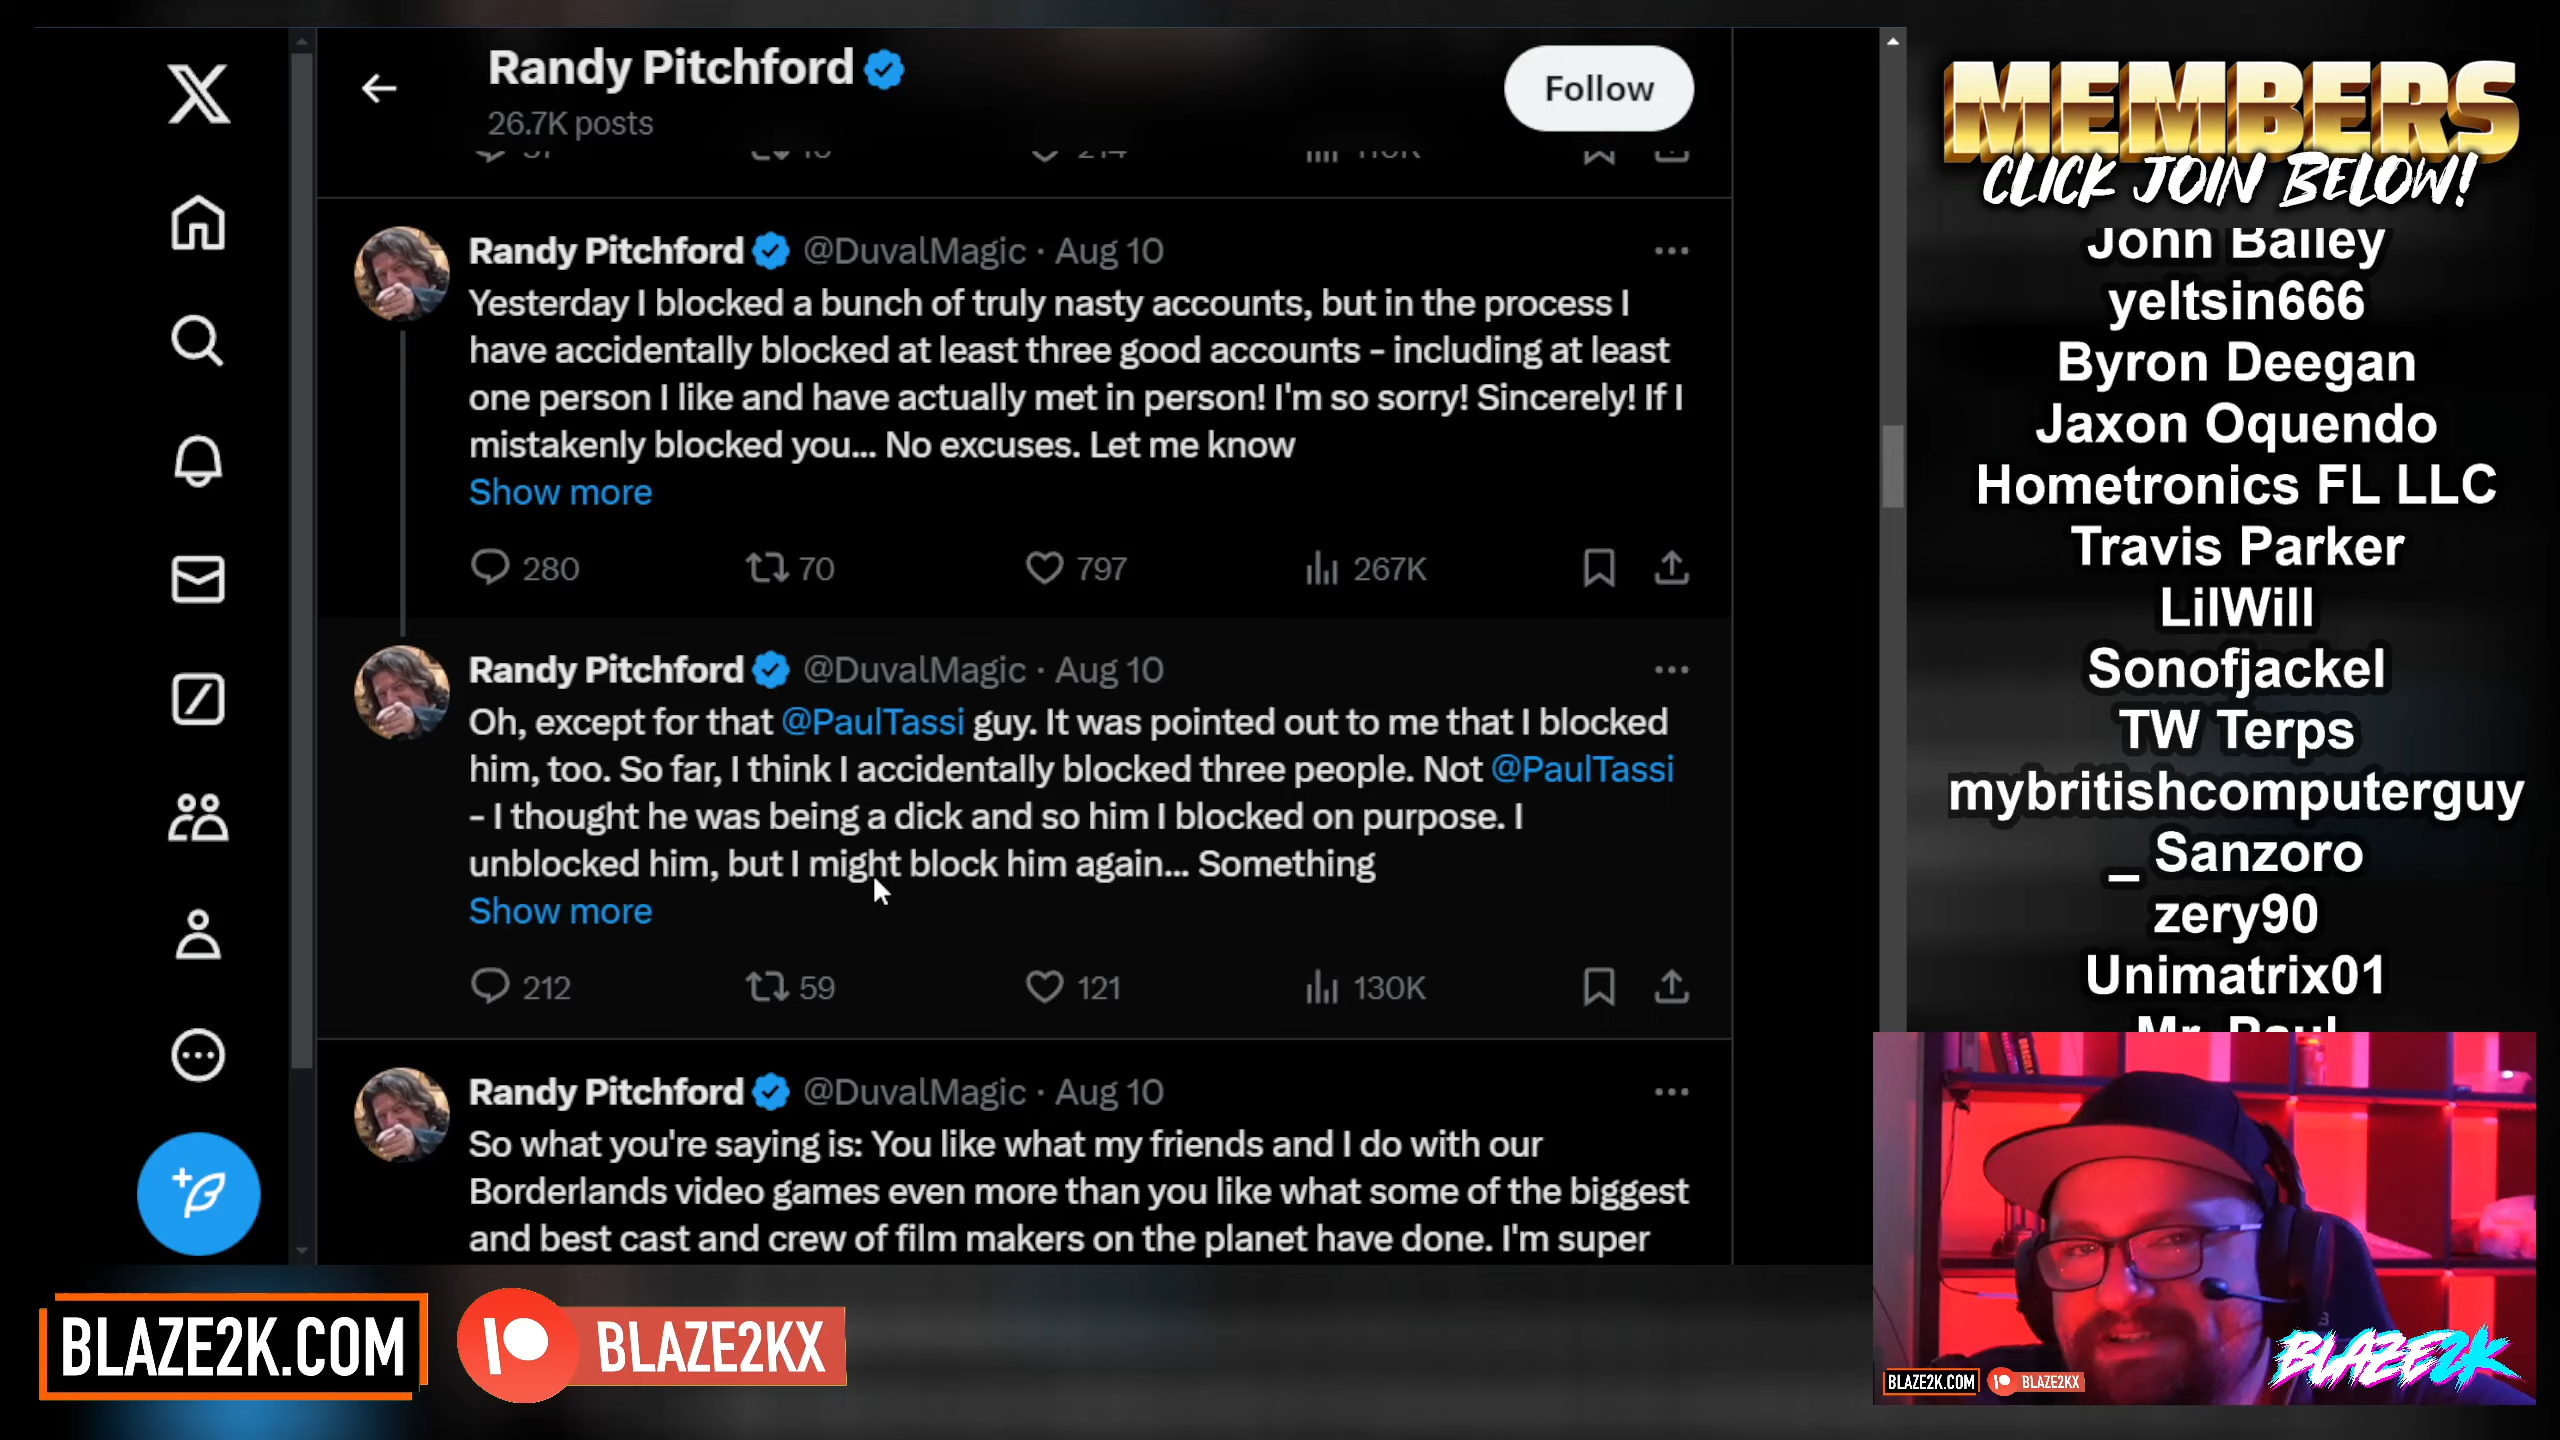 Randy Pitchford
26.7K posts
Follow
Randy Pitchford @DuvalMagic · Aug 10
Yesterday I blocked a bunch of truly nasty accounts, but in the process I
have accidentally blocked at least three good accounts - including at least
one person I like and have actually met in person! I'm so sorry! Sincerely! If I
mistakenly blocked you... No excuses. Let me know
Show more
280 70 797 267K
Randy Pitchford @DuvalMagic · Aug 10
Oh, except for that @PaulTassi guy. It was pointed out to me that I blocked
him, too. So far, I think I accidentally blocked three people. Not @PaulTassi
- I thought he was being a dick and so him I blocked on purpose. I
unblocked him, but I might block him again... Something
Show more
212 59 121 130K
Randy Pitchford @DuvalMagic · Aug 10
So what you're saying is: You like what my friends and I do with our
Borderlands video games even more than you like what some of the biggest
and best cast and crew of film makers on the planet have done. I'm super
MEMBERS
CLICK JOIN BELOW!
John Bailey
yeltsin666
Byron Deegan
Jaxon Oquendo
Hometronics FL LLC
Travis Parker
LilWill
Sonofjackel
TW Terps
mybritishcomputerguy
_ Sanzoro
zery90
Unimatrix01
Mr. Paul
BLAZE2K.COM
BLAZE2KX
BLAZE2K.COM
BLAZE2KX
BLAZE2K